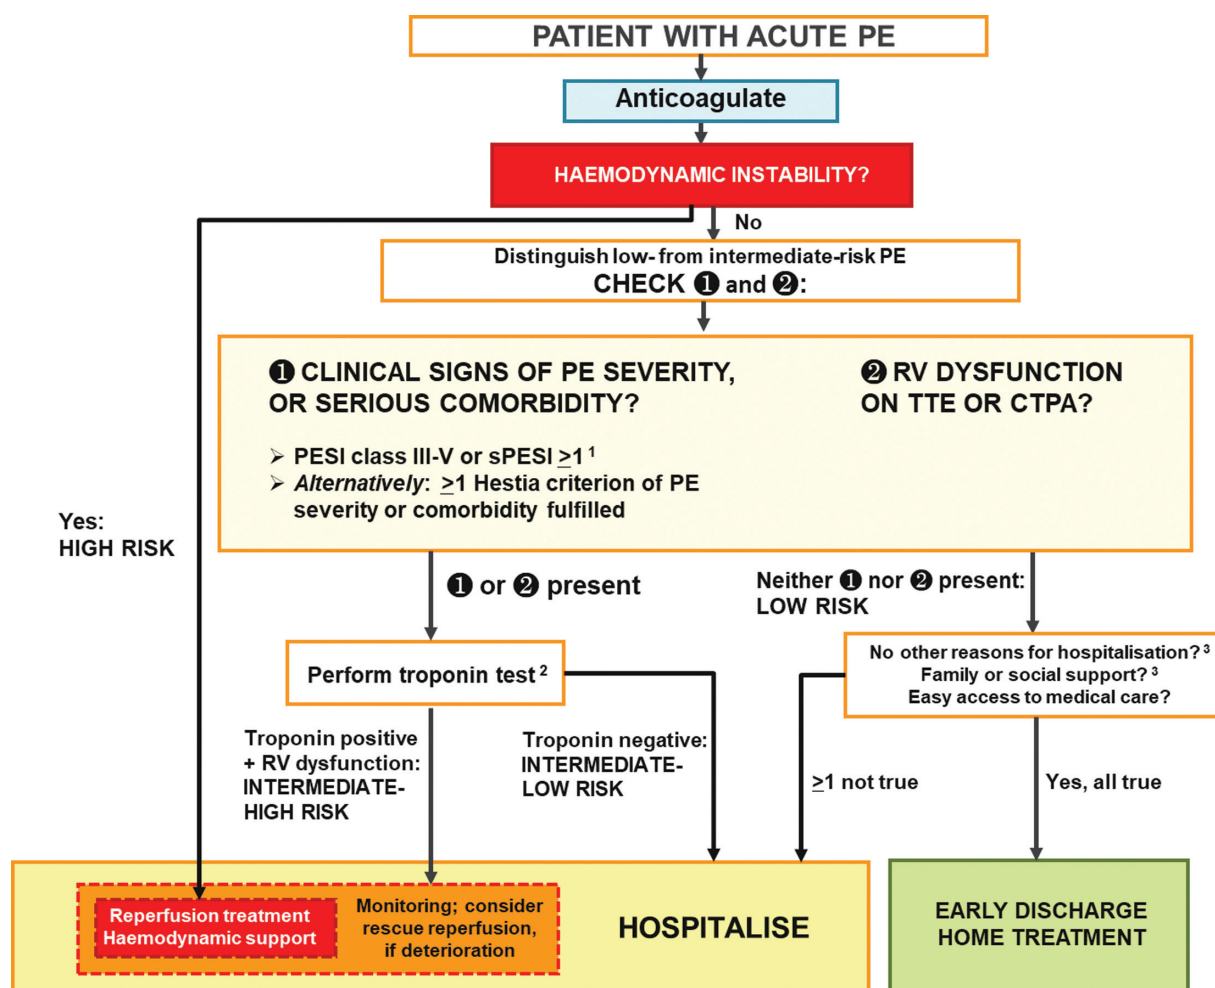 PATIENT WITH ACUTE PE
Anticoagulate
HAEMODYNAMIC INSTABILITY?
No
Distinguish low- from intermediate-risk PE
CHECK ❶ and ❷:
❶ CLINICAL SIGNS OF PE SEVERITY,
OR SERIOUS COMORBIDITY?
➢ PESI class III-V or sPESI ≥1 ¹
➢ Alternatively: ≥1 Hestia criterion of PE
severity or comorbidity fulfilled
❷ RV DYSFUNCTION
ON TTE OR CTPA?
Yes:
HIGH RISK
❶ or ❷ present
Neither ❶ nor ❷ present:
LOW RISK
Perform troponin test ²
No other reasons for hospitalisation? ³
Family or social support? ³
Easy access to medical care?
Troponin positive
+ RV dysfunction:
INTERMEDIATE-
HIGH RISK
Troponin negative:
INTERMEDIATE-
LOW RISK
≥1 not true
Yes, all true
Reperfusion treatment
Haemodynamic support
Monitoring; consider
rescue reperfusion,
if deterioration
HOSPITALISE
EARLY DISCHARGE
HOME TREATMENT